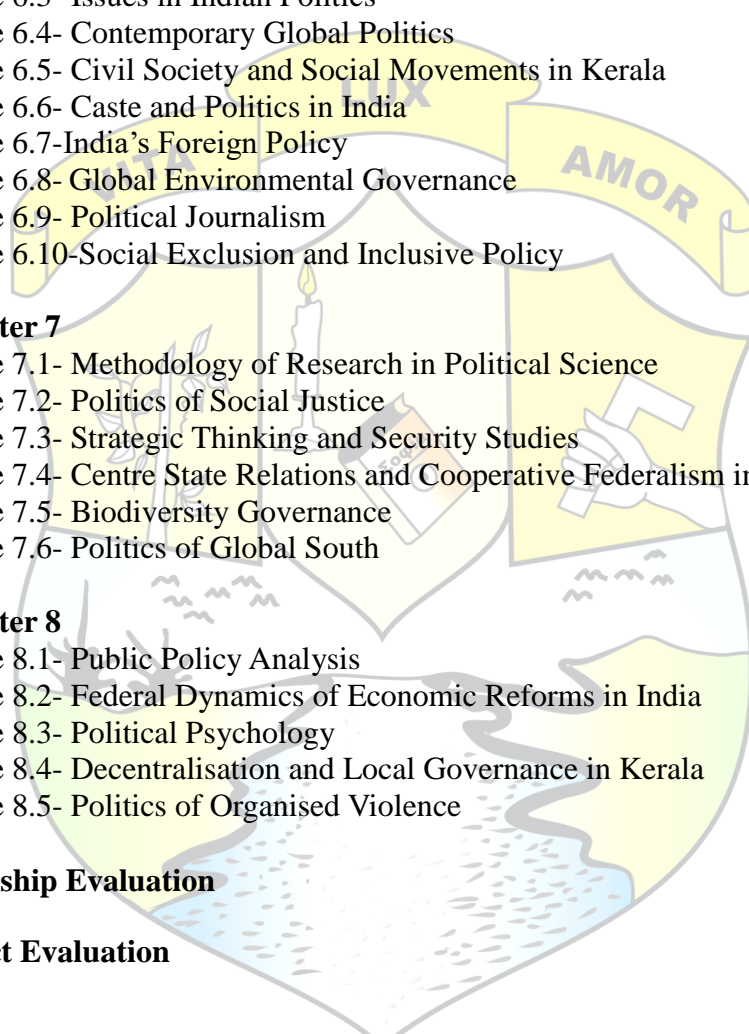 e 6.3- Issues in Indian Politics
e 6.4- Contemporary Global Politics
e 6.5- Civil Society and Social Movements in Kerala
e 6.6- Caste and Politics in India
e 6.7-India’s Foreign Policy
e 6.8- Global Environmental Governance
e 6.9- Political Journalism
e 6.10-Social Exclusion and Inclusive Policy
ter 7
e 7.1- Methodology of Research in Political Science
e 7.2- Politics of Social Justice
e 7.3- Strategic Thinking and Security Studies
e 7.4- Centre State Relations and Cooperative Federalism in
e 7.5- Biodiversity Governance
e 7.6- Politics of Global South
ter 8
e 8.1- Public Policy Analysis
e 8.2- Federal Dynamics of Economic Reforms in India
e 8.3- Political Psychology
e 8.4- Decentralisation and Local Governance in Kerala
e 8.5- Politics of Organised Violence
ship Evaluation
ct Evaluation
VITA
LUX
AMOR